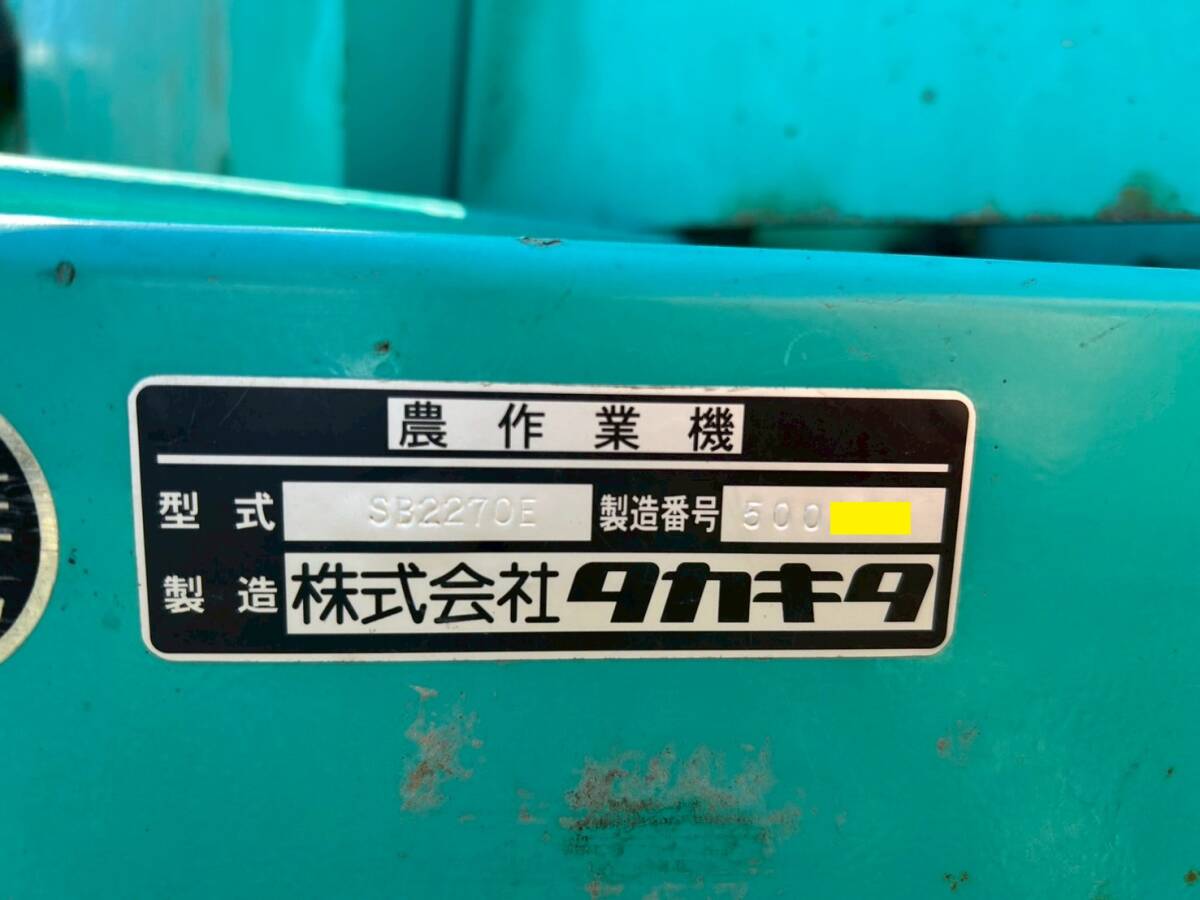 農作業機
型式 SB2270E 製造番号 500
製造 株式会社タカキタ